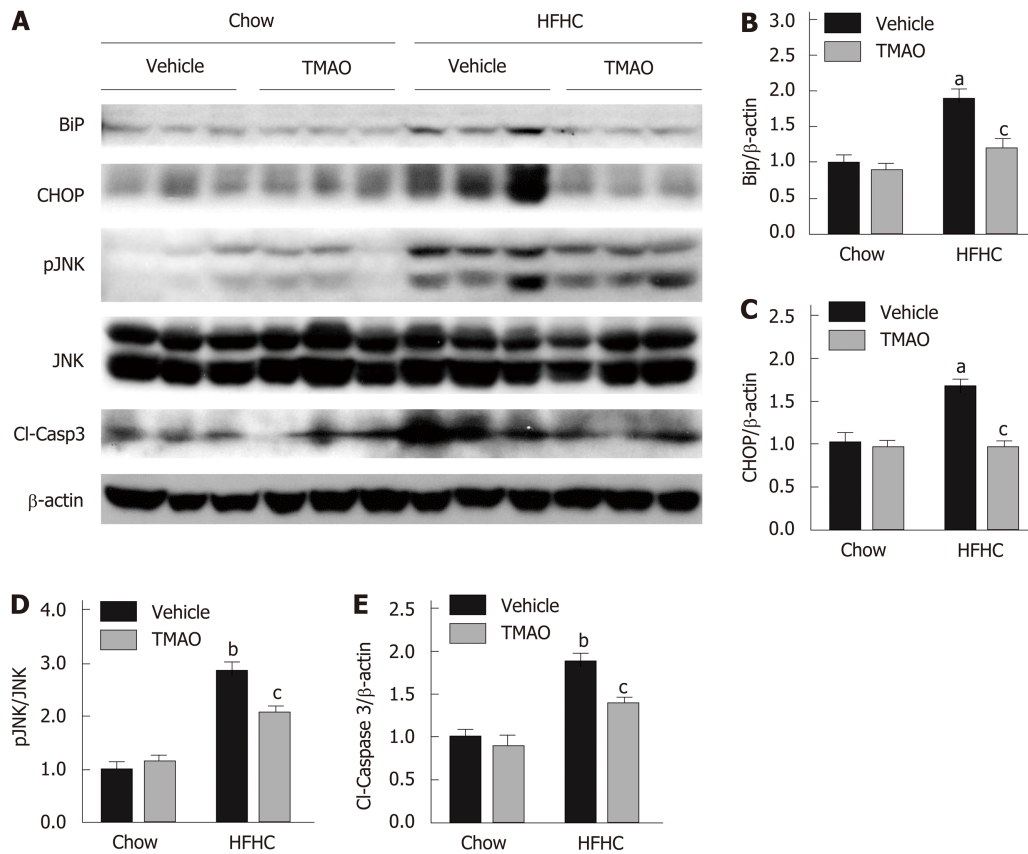 A
Chow
HFHC
Vehicle
TMAO
Vehicle
TMAO
BiP
CHOP
pJNK
JNK
Cl-Casp3
β-actin
B
Vehicle
TMAO
Bip/β-actin
3.0
2.5
2.0
1.5
1.0
0.5
0.0
a
c
Chow
HFHC
C
Vehicle
TMAO
CHOP/β-actin
2.5
2.0
1.5
1.0
0.5
0.0
a
c
Chow
HFHC
D
Vehicle
TMAO
pJNK/JNK
4.0
3.0
2.0
1.0
0.0
b
c
Chow
HFHC
E
Vehicle
TMAO
Cl-Caspase 3/β-actin
2.5
2.0
1.5
1.0
0.5
0.0
b
c
Chow
HFHC